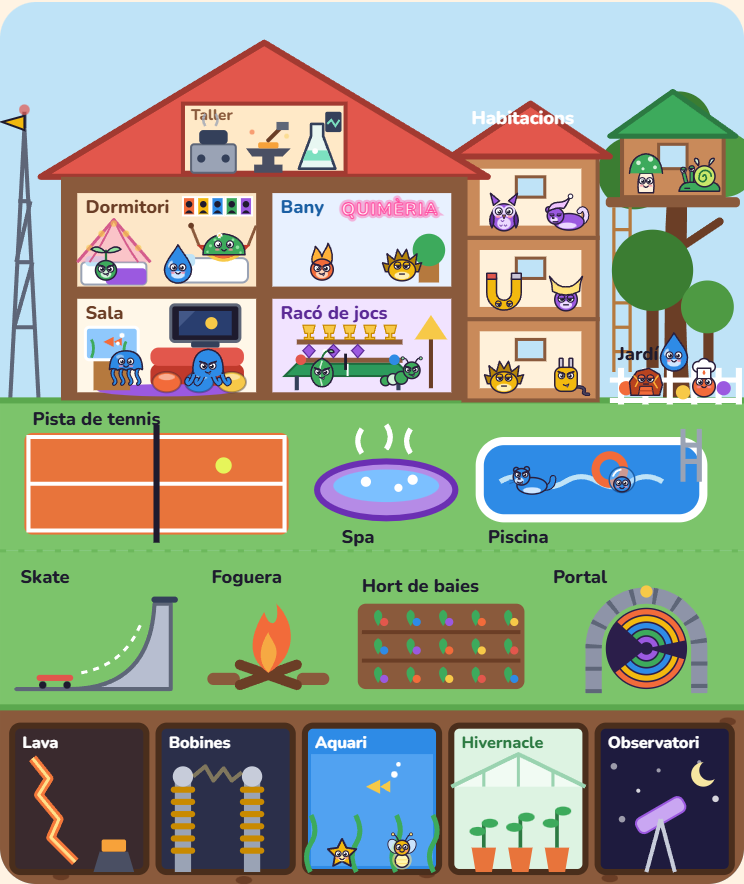 Taller
Habitacions
Dormitori
Bany
QUIMÈRIA
Sala
Racó de jocs
Jardí
Pista de tennis
Spa
Piscina
Skate
Foguera
Hort de baies
Portal
Lava
Bobines
Aquari
Hivernacle
Observatori